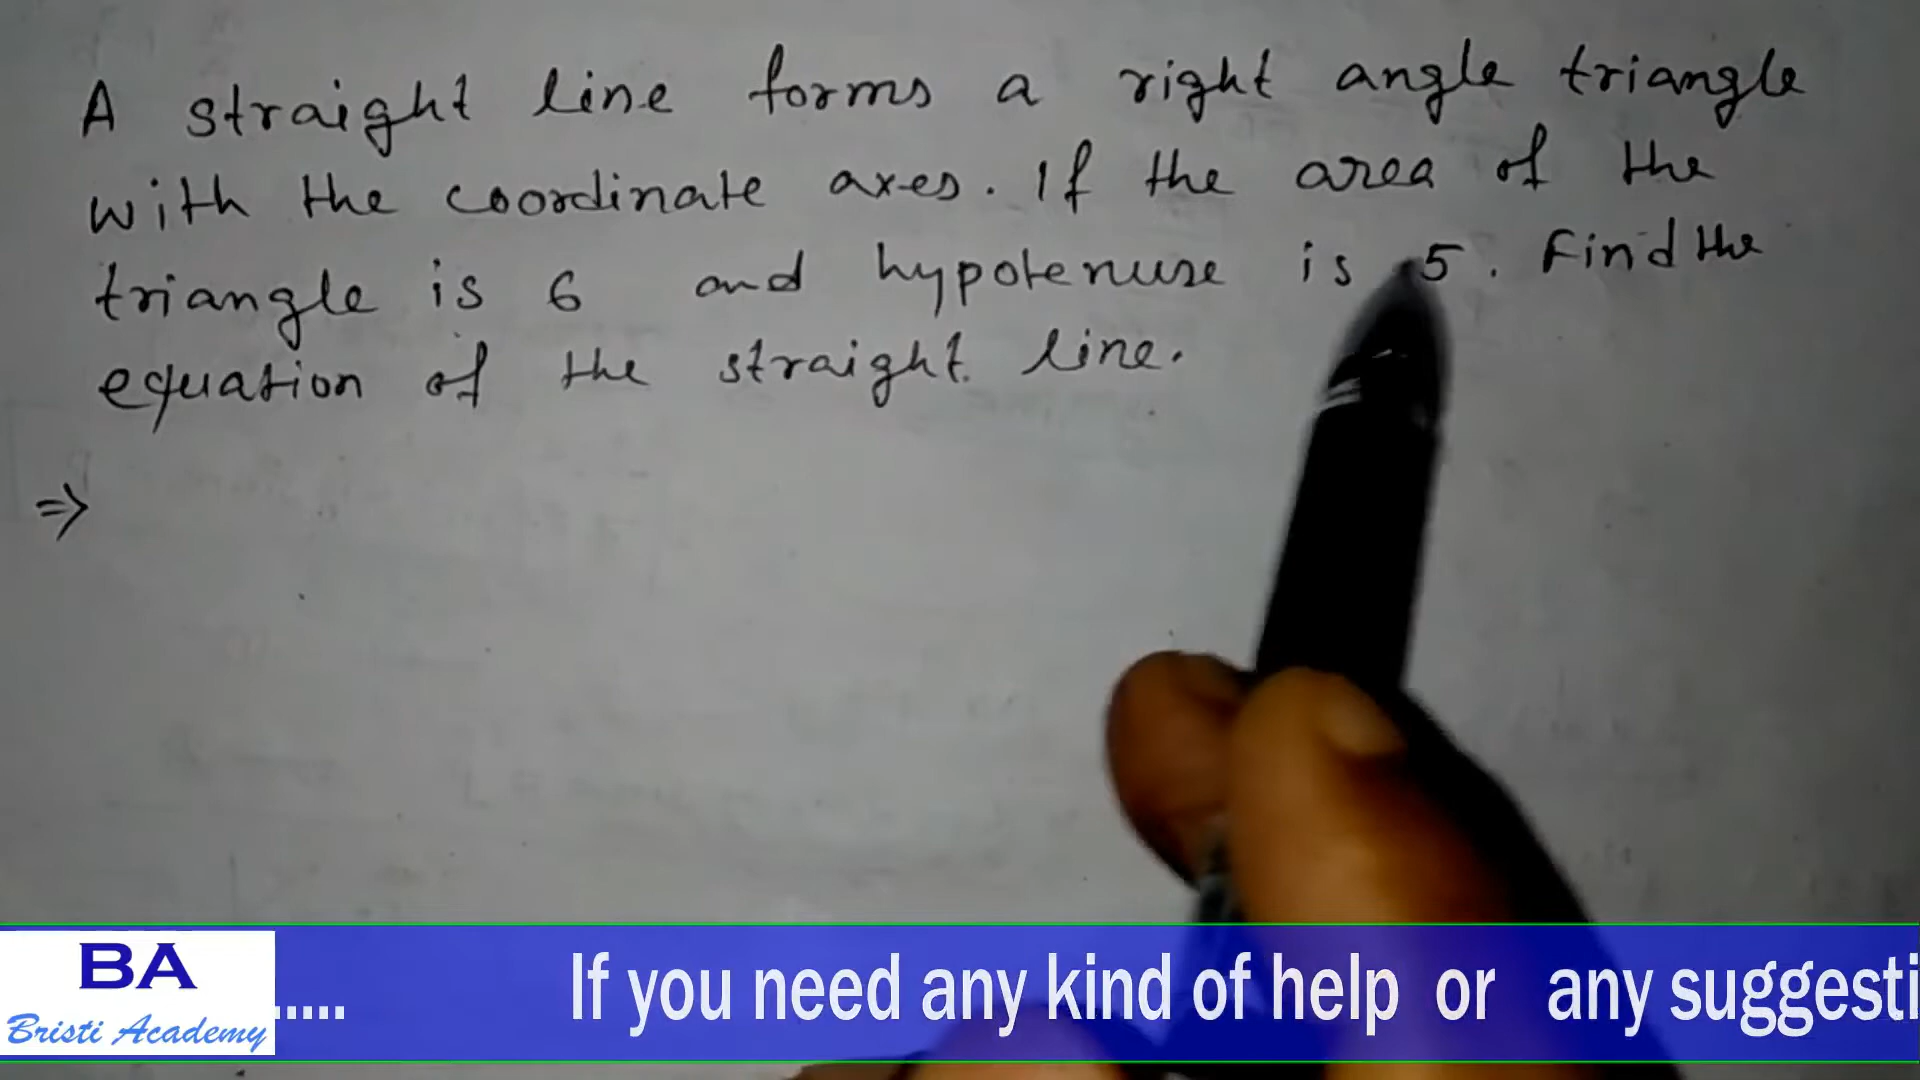 A straight line forms a right angle triangle
with the coordinate axes. If the area of the
triangle is 6 and hypotenuse is 5. Find the
equation of the straight line.
⇒
BA
Bristi Academy
..... If you need any kind of help or any suggesti